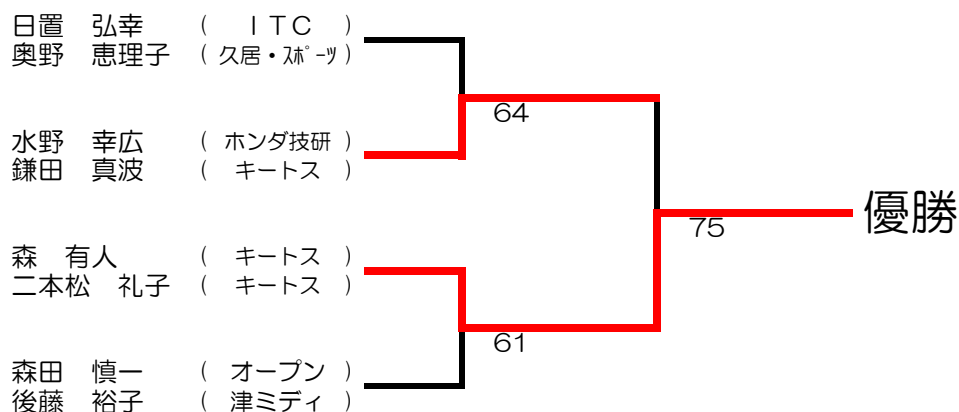 日置　弘幸　（　ＩＴＣ　）
奥野　恵理子（久居・ｽﾎﾟｰﾂ）
64
水野　幸広　（ホンダ技研）
鎌田　真波　（　キートス　）
優勝
75
森　有人　（　キートス　）
二本松　礼子（　キートス　）
61
森田　慎一　（　オープン　）
後藤　裕子　（　津ミディ　）